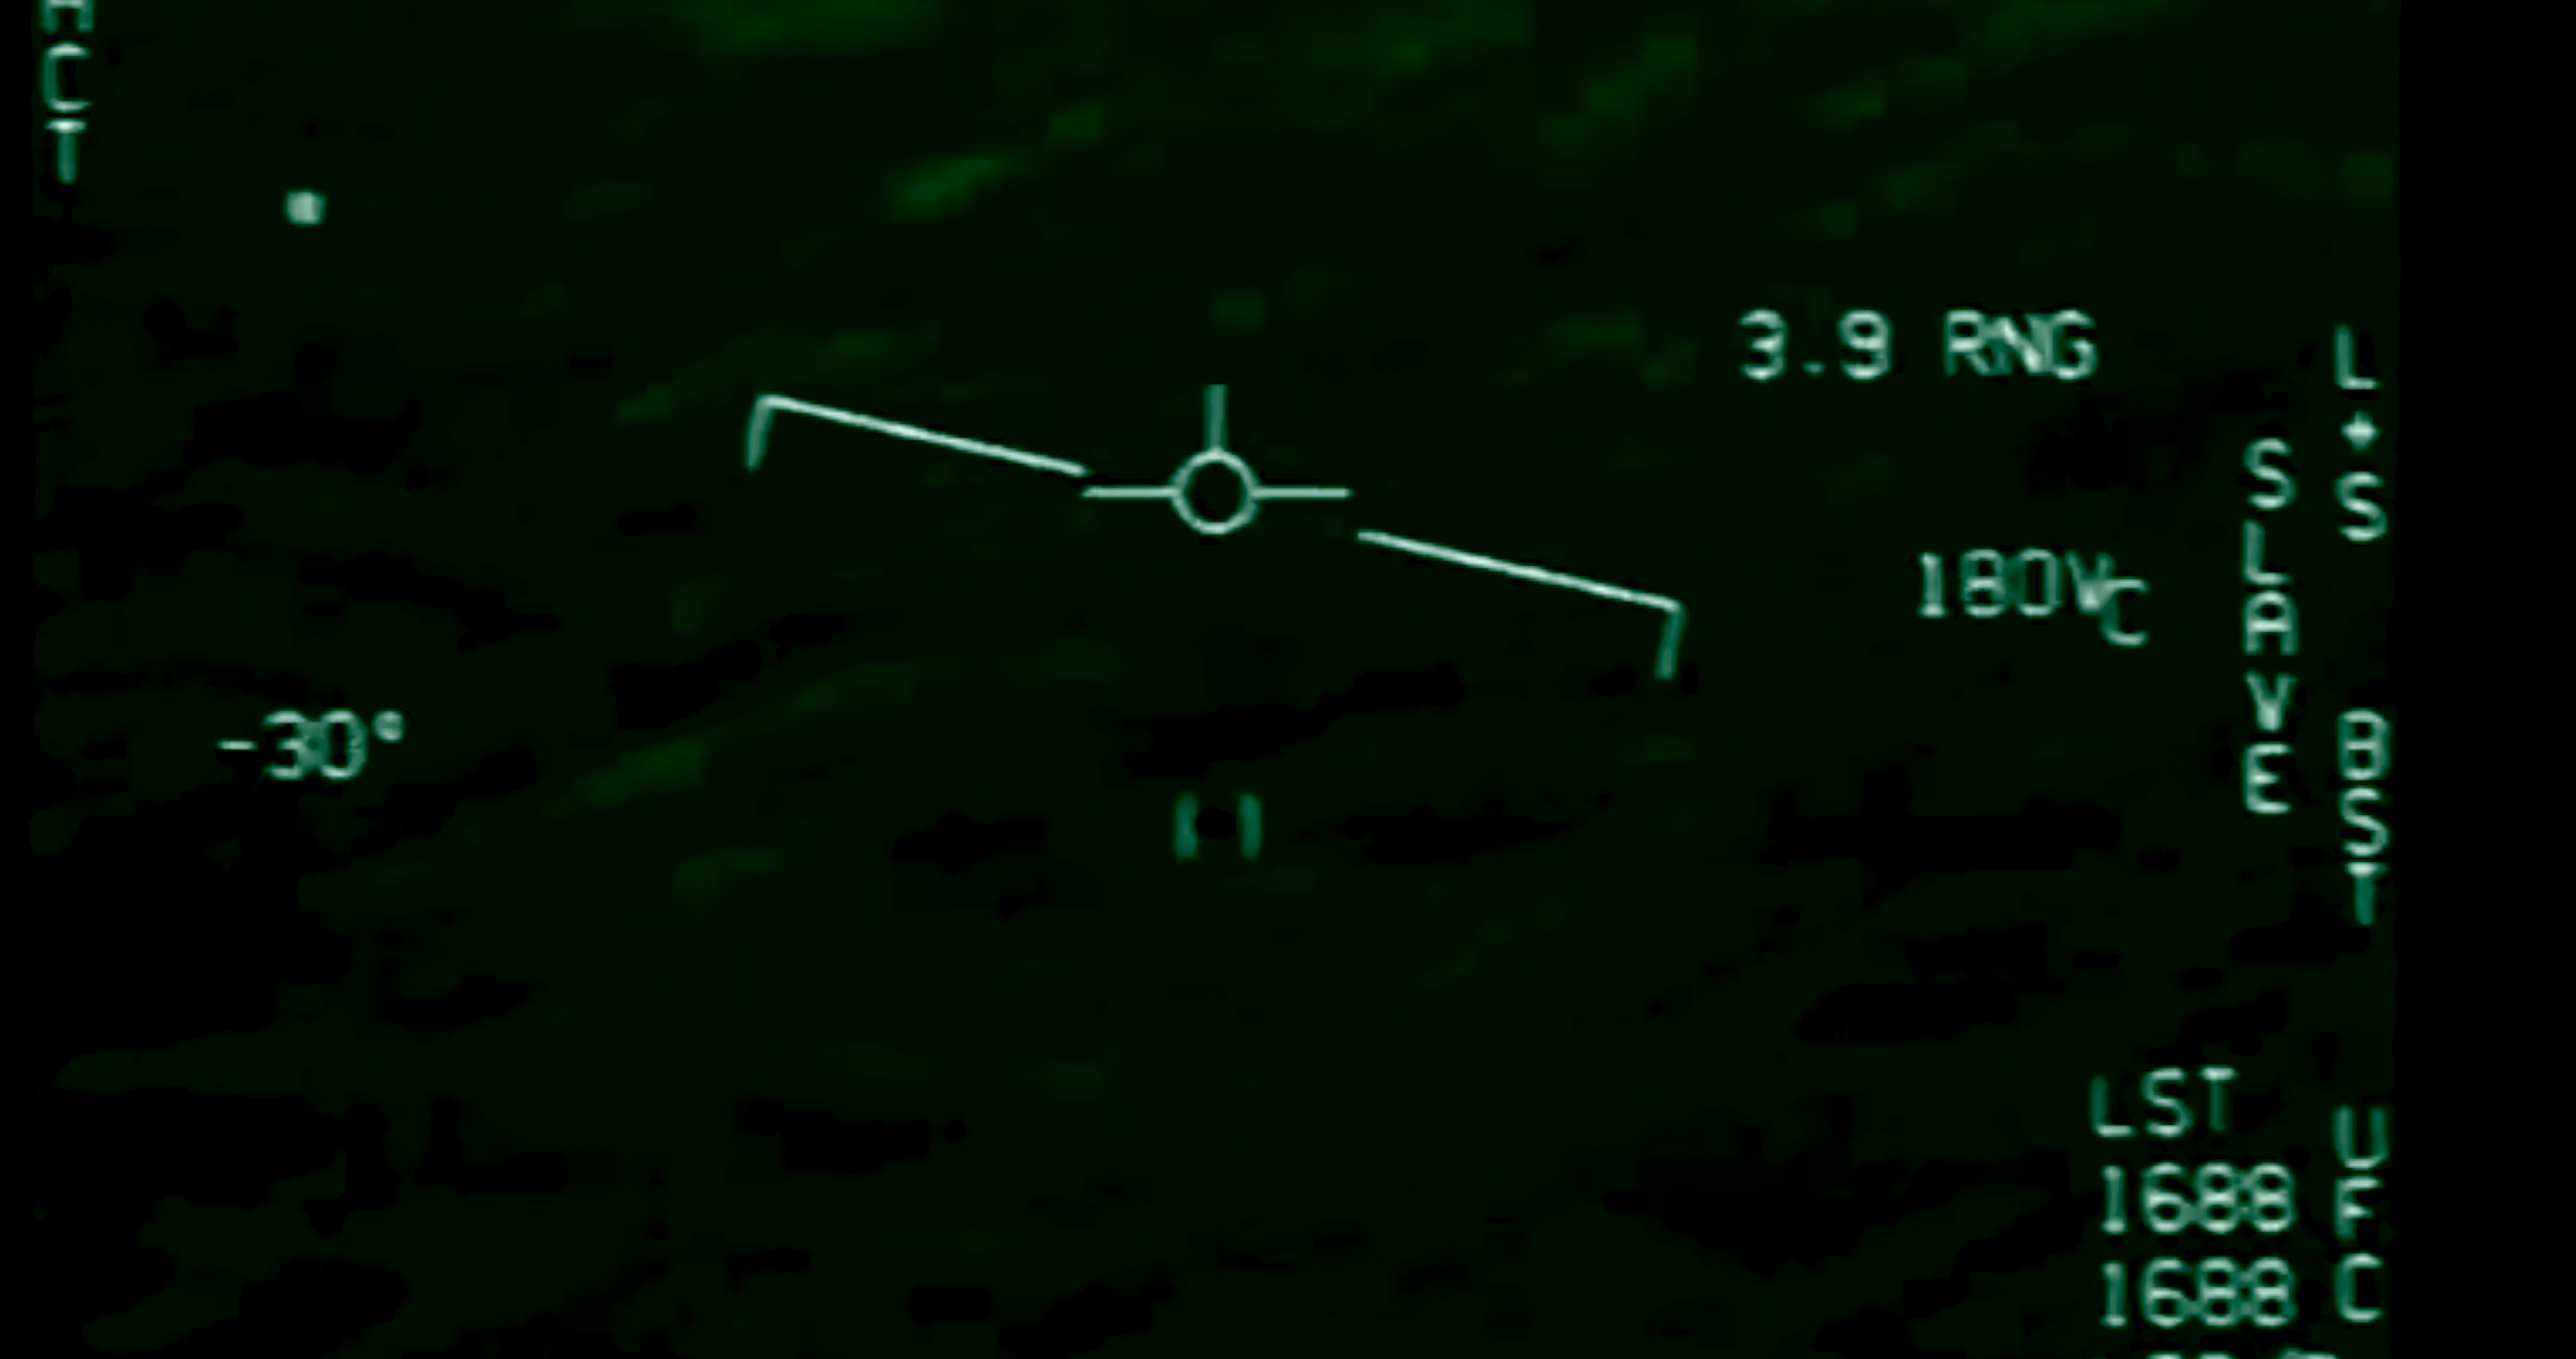 ACT
3.9 RNG
L+S
SLAVE
180VC
-30°
BST
LST
1688
1688
UFC